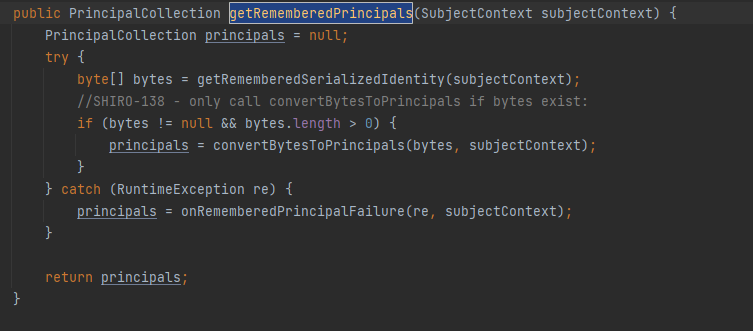 public PrincipalCollection getRememberedPrincipals(SubjectContext subjectContext) {
    PrincipalCollection principals = null;
    try {
        byte[] bytes = getRememberedSerializedIdentity(subjectContext);
        //SHIRO-138 - only call convertBytesToPrincipals if bytes exist:
        if (bytes != null && bytes.length > 0) {
            principals = convertBytesToPrincipals(bytes, subjectContext);
        }
    } catch (RuntimeException re) {
        principals = onRememberedPrincipalFailure(re, subjectContext);
    }

    return principals;
}